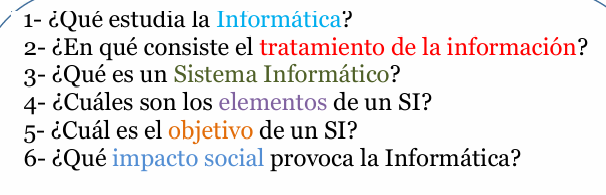 1- ¿Qué estudia la Informática?
2- ¿En qué consiste el tratamiento de la información?
3- ¿Qué es un Sistema Informático?
4- ¿Cuáles son los elementos de un SI?
5- ¿Cuál es el objetivo de un SI?
6- ¿Qué impacto social provoca la Informática?